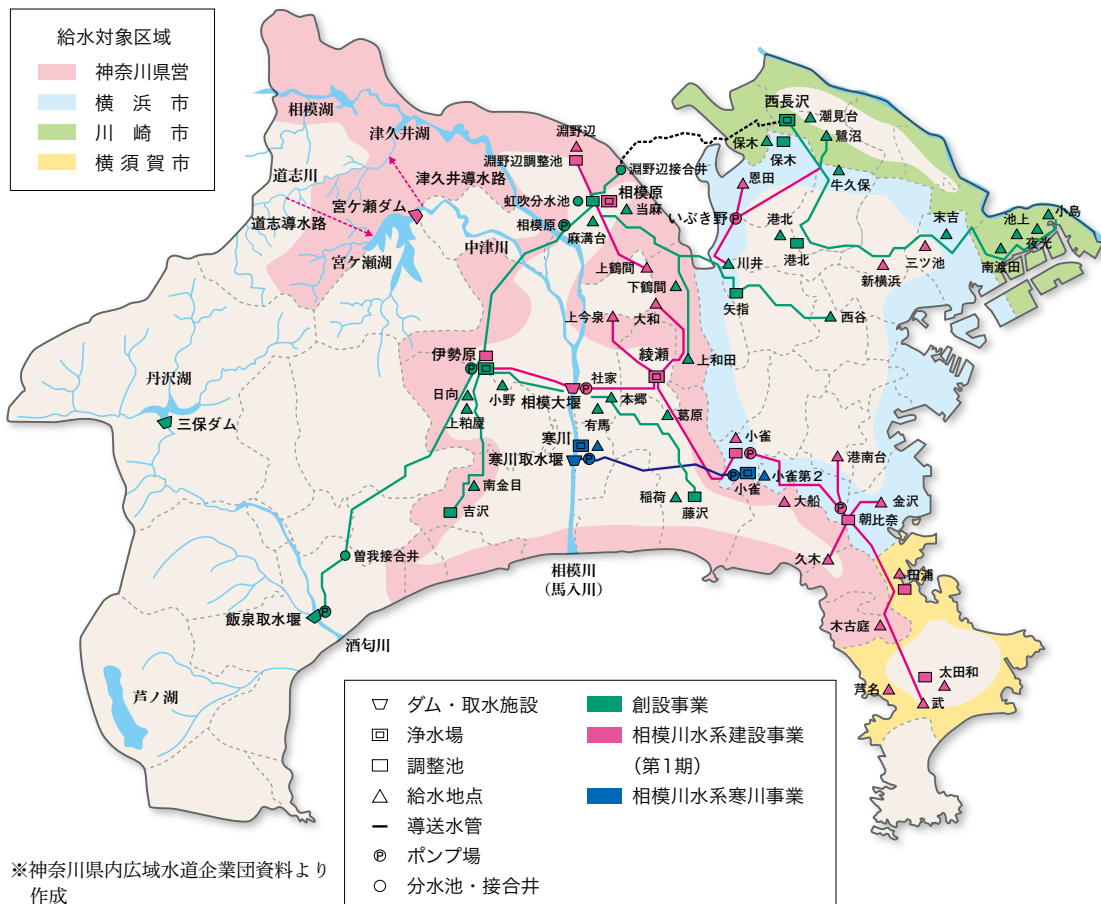 給水対象区域
神奈川県営
横浜市
川崎市
横須賀市
相模湖
津久井湖
道志川
津久井導水路
宮ケ瀬ダム
道志導水路
宮ケ瀬湖
中津川
淵野辺
淵野辺調整池
淵野辺接合井
虹吹分水池
相模原
相模原
当麻
麻溝台
上鶴間
下鶴間
大和
上今泉
綾瀬
上和田
西長沢
潮見台
鷺沼
保木
保木
恩田
牛久保
いぶき野
港北
港北
川井
矢指
西谷
末吉
三ツ池
新横浜
小島
池上
夜光
南渡田
伊勢原
日向
上粕屋
小野
社家
相模大堰
本郷
有馬
葛原
寒川
寒川取水堰
南金目
吉沢
稲荷
藤沢
小雀
小雀
小雀第2
大船
港南台
金沢
朝比奈
久木
田浦
木古庭
太田和
芦名
武
丹沢湖
三保ダム
曽我接合井
飯泉取水堰
酒匂川
芦ノ湖
相模川
(馬入川)
P
P
P
P
P
P
P
P
P
ダム・取水施設
浄水場
調整池
給水地点
導送水管
P ポンプ場
分水池・接合井
創設事業
相模川水系建設事業
(第1期)
相模川水系寒川事業
※神奈川県内広域水道企業団資料より
作成